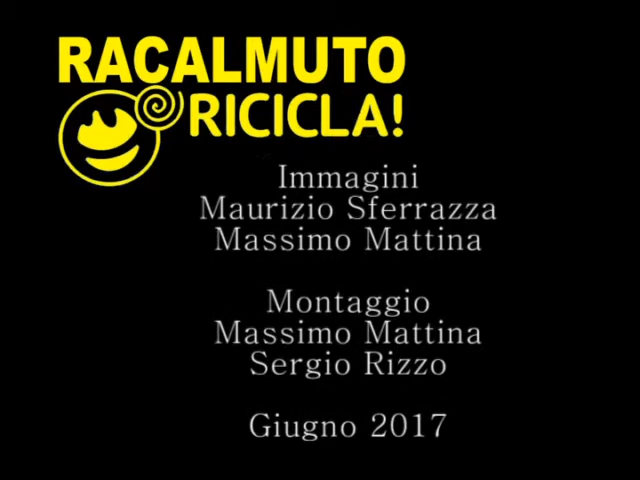 RACALMUTO
RICICLA!
Immagini
Maurizio Sferrazza
Massimo Mattina
Montaggio
Massimo Mattina
Sergio Rizzo
Giugno 2017